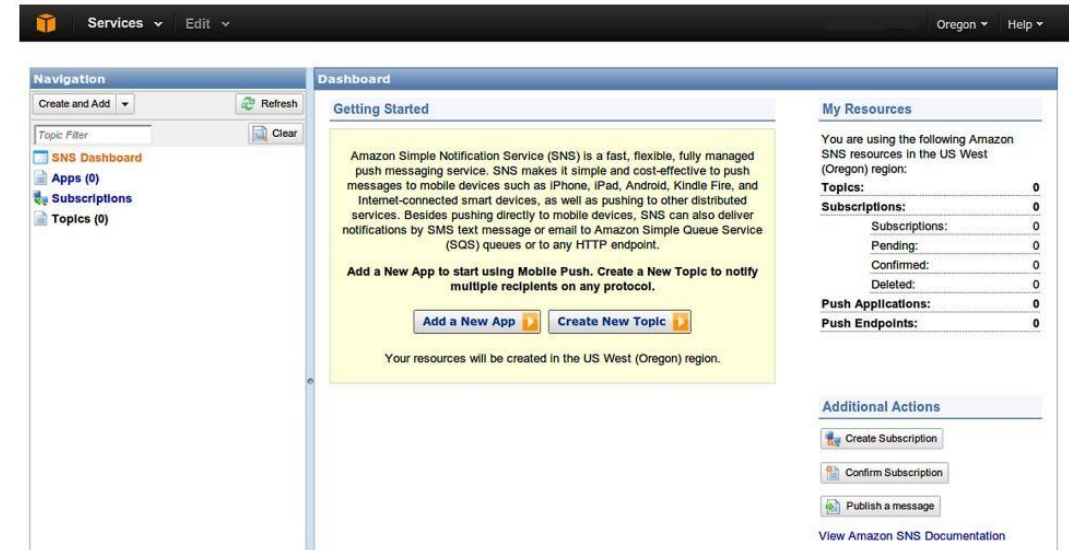 Services Edit Oregon Help
Navigation
Create and Add Refresh
Topic Filter Clear
SNS Dashboard
Apps (0)
Subscriptions
Topics (0)
Dashboard
Getting Started
Amazon Simple Notification Service (SNS) is a fast, flexible, fully managed
push messaging service. SNS makes it simple and cost-effective to push
messages to mobile devices such as iPhone, iPad, Android, Kindle Fire, and
Internet-connected smart devices, as well as pushing to other distributed
services. Besides pushing directly to mobile devices, SNS can also deliver
notifications by SMS text message or email to Amazon Simple Queue Service
(SQS) queues or to any HTTP endpoint.
Add a New App to start using Mobile Push. Create a New Topic to notify
multiple recipients on any protocol.
Add a New App Create New Topic
Your resources will be created in the US West (Oregon) region.
My Resources
You are using the following Amazon
SNS resources in the US West
(Oregon) region:
Topics: 0
Subscriptions: 0
Subscriptions: 0
Pending: 0
Confirmed: 0
Deleted: 0
Push Applications: 0
Push Endpoints: 0
Additional Actions
Create Subscription
Confirm Subscription
Publish a message
View Amazon SNS Documentation